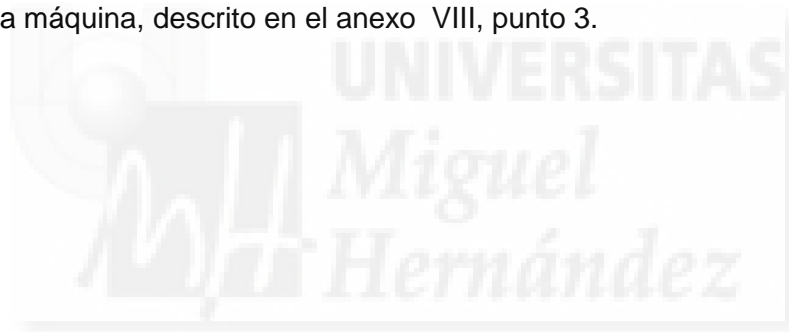 a máquina, descrito en el anexo  VIII, punto 3.
UNIVERSITAS
Miguel
Hernández